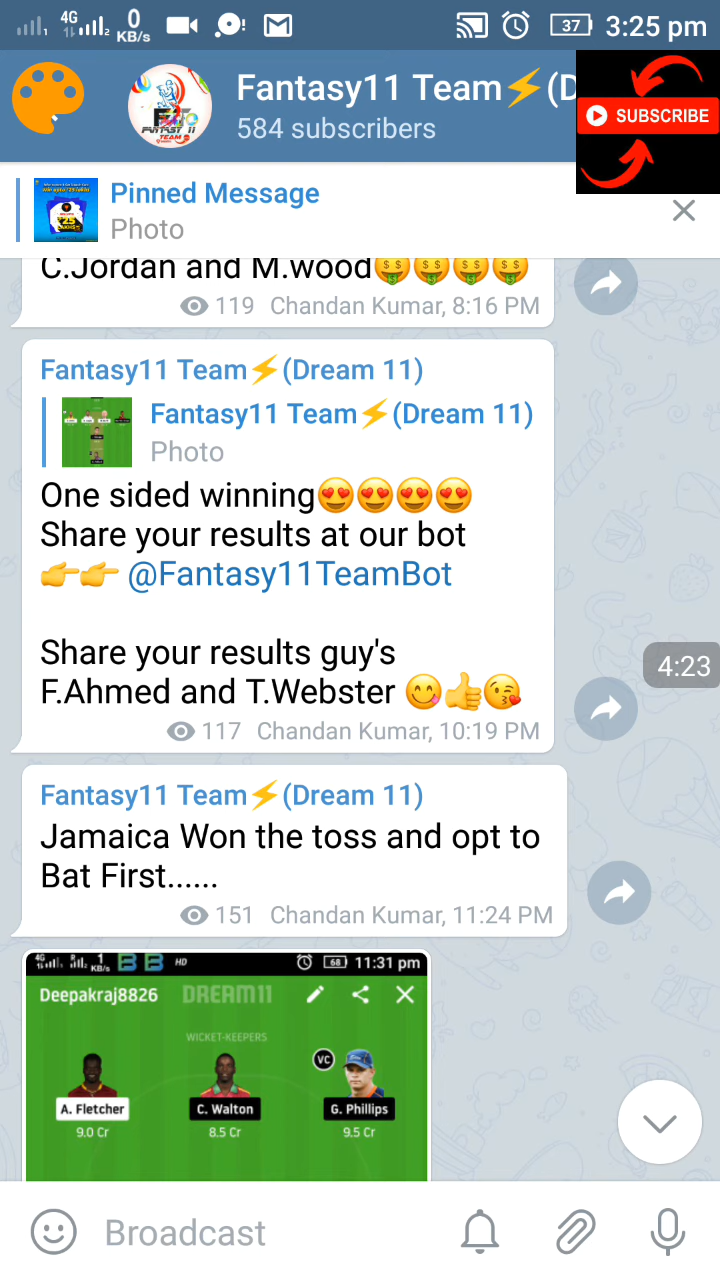 4G
0
KB/s
37
3:25 pm
Fantasy11 Team⚡(D
584 subscribers
SUBSCRIBE
Pinned Message
Photo
C.Jordan and M.wood🤑🤑🤑🤑
119 Chandan Kumar, 8:16 PM
Fantasy11 Team⚡(Dream 11)
Fantasy11 Team⚡(Dream 11)
Photo
One sided winning😍😍😍😍
Share your results at our bot
👉👉 @Fantasy11TeamBot
Share your results guy's
F.Ahmed and T.Webster 😋👍😘
117 Chandan Kumar, 10:19 PM
4:23
Fantasy11 Team⚡(Dream 11)
Jamaica Won the toss and opt to
Bat First......
151 Chandan Kumar, 11:24 PM
4G 1 KB/s HD 68 11:31 pm
Deepakraj8826 DREAM11
WICKET-KEEPERS
VC
A. Fletcher C. Walton G. Phillips
9.0 Cr 8.5 Cr 9.5 Cr
Broadcast